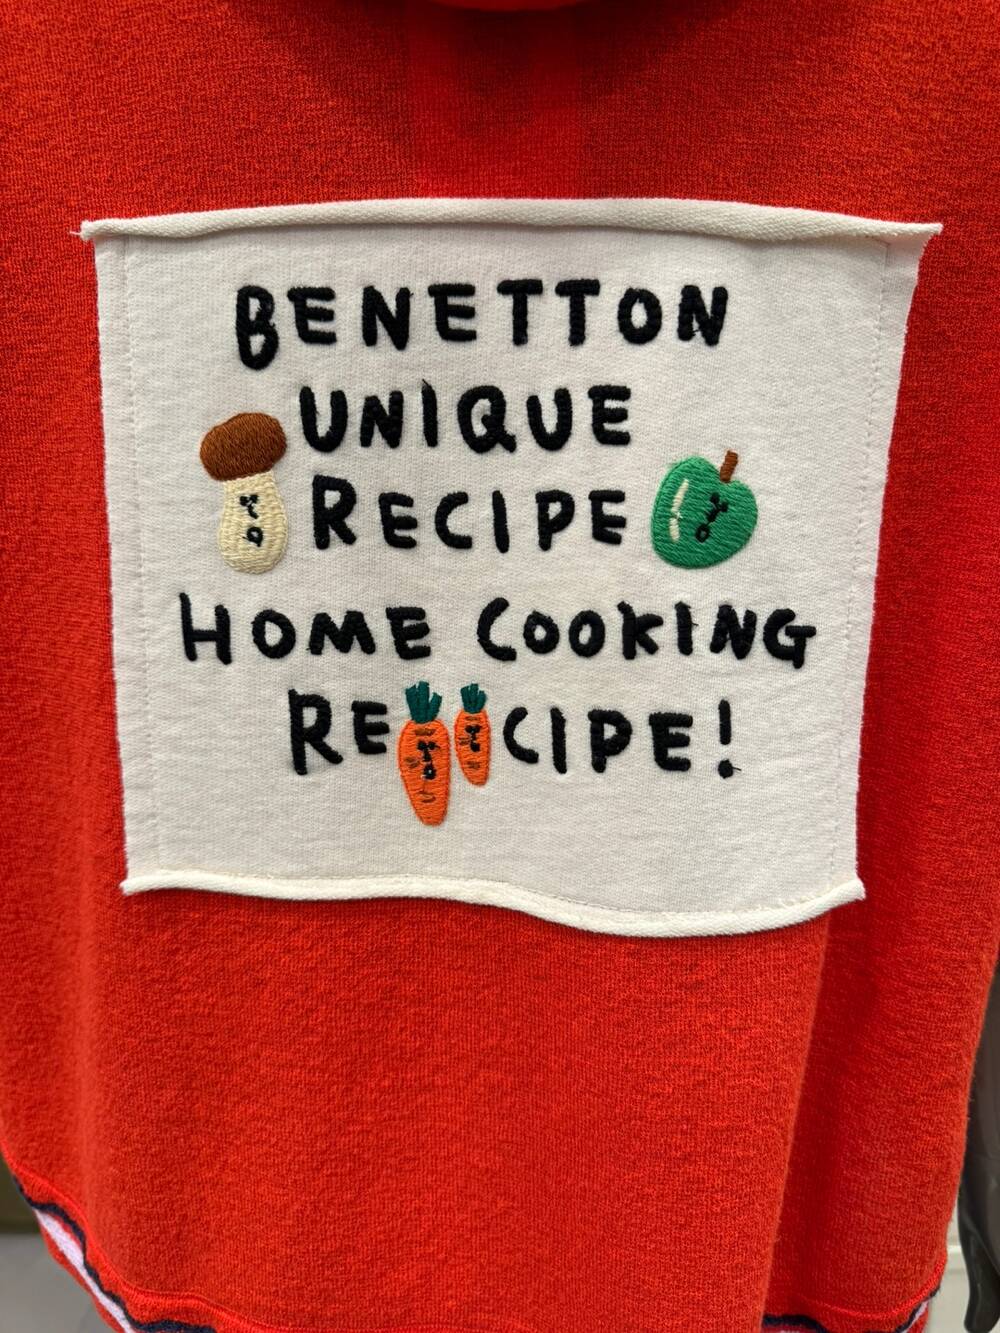 BENETTON
UNIQUE
RECIPE
HOME COOKING
RECIPE!